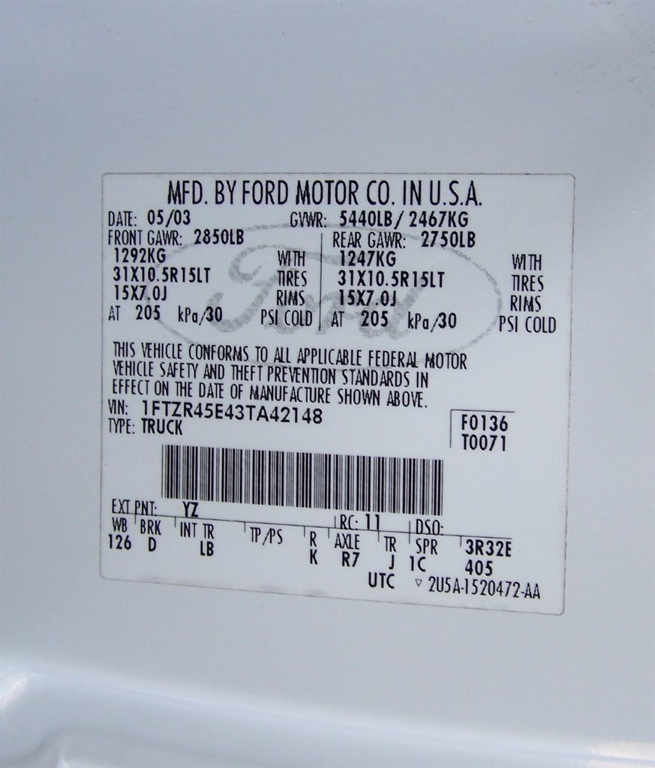 MFD. BY FORD MOTOR CO. IN U.S.A.
DATE: 05/03 GVWR: 5440LB/ 2467KG
FRONT GAWR: 2850LB REAR GAWR: 2750LB
1292KG WITH 1247KG WITH
31X10.5R15LT TIRES 31X10.5R15LT TIRES
15X7.0J RIMS 15X7.0J RIMS
AT 205 kPa/30 PSI COLD AT 205 kPa/30 PSI COLD
Ford
THIS VEHICLE CONFORMS TO ALL APPLICABLE FEDERAL MOTOR
VEHICLE SAFETY AND THEFT PREVENTION STANDARDS IN
EFFECT ON THE DATE OF MANUFACTURE SHOWN ABOVE.
VIN: 1FTZR45E43TA42148 F0136
TYPE: TRUCK T0071
EXT PNT: YZ RC: 11 DSO:
WB BRK INT TR TP/PS R AXLE TR SPR 3R32E
126 D LB K R7 J 1C 405
UTC ▽ 2U5A-1520472-AA